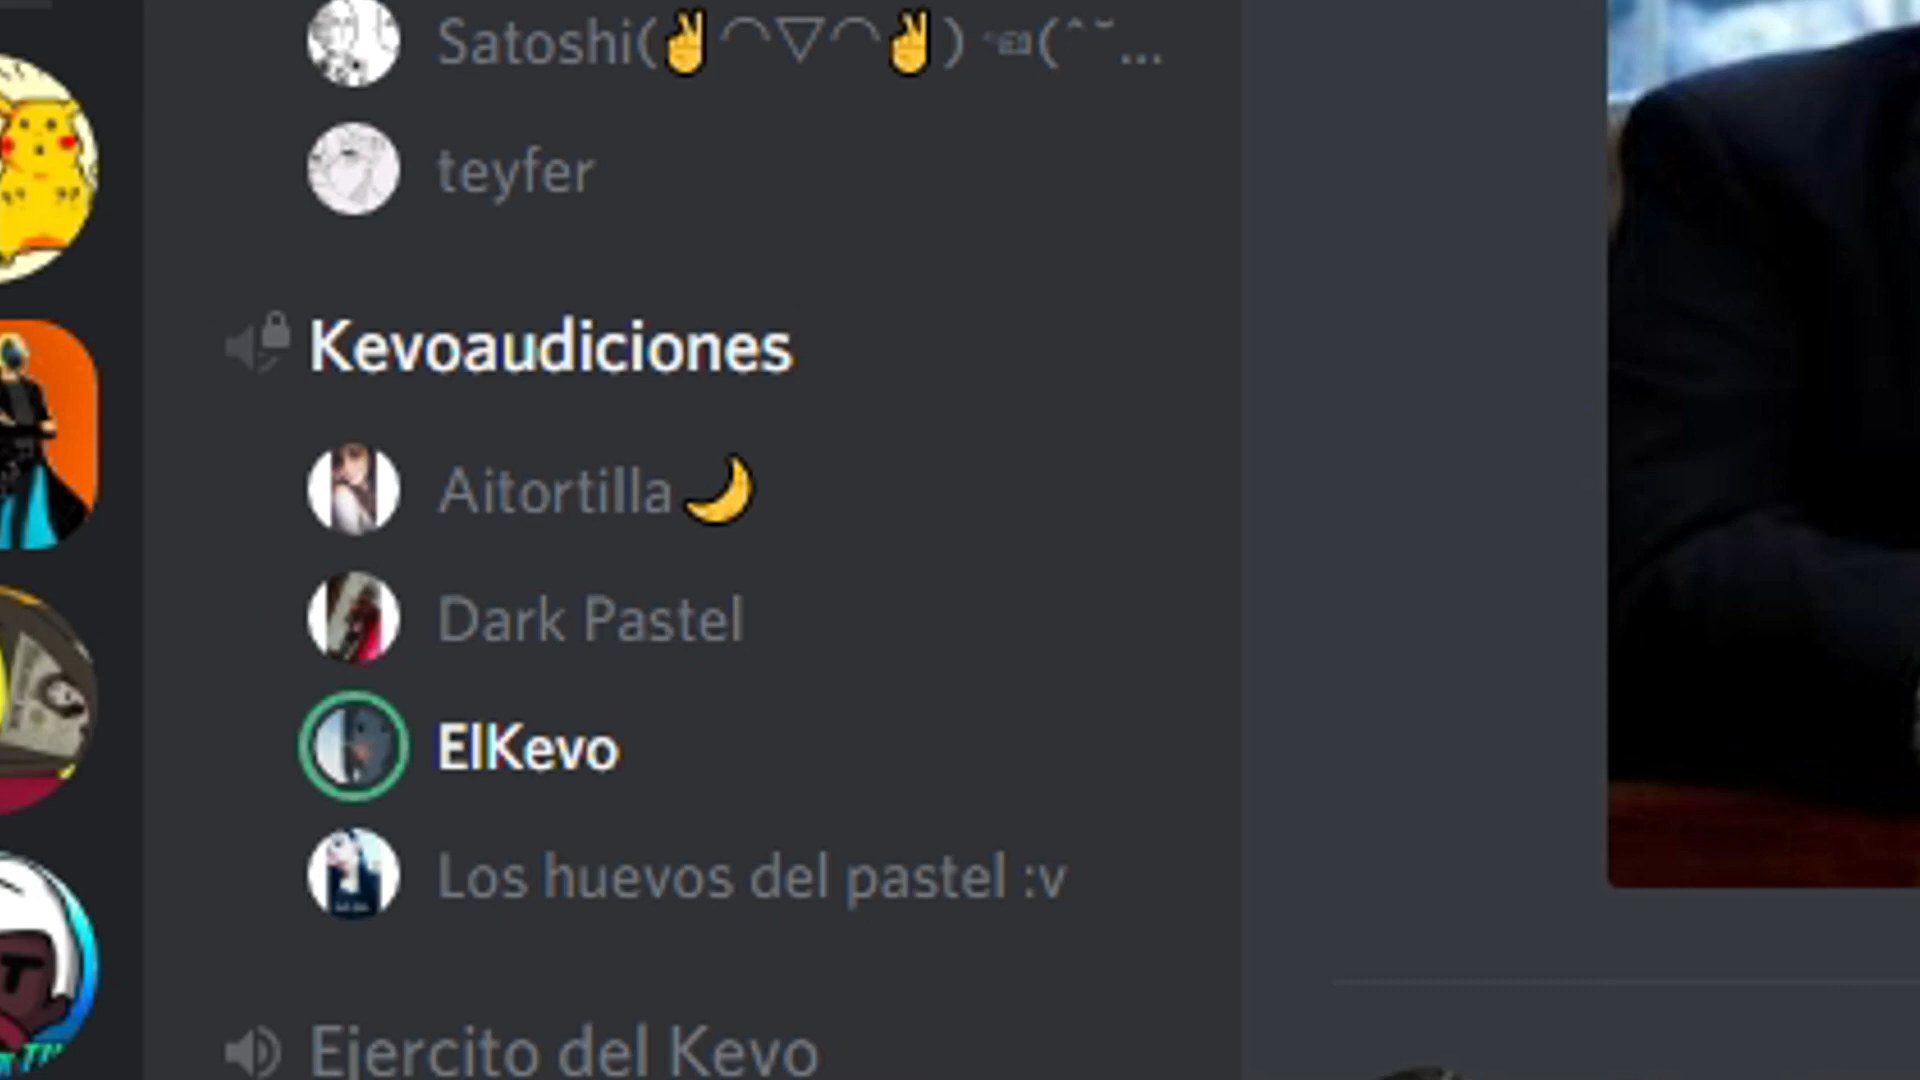 Satoshi(✌◠▽◠✌)☜(˘˘...
teyfer
Kevoaudiciones
Aitortilla🌙
Dark Pastel
ElKevo
Los huevos del pastel :v
Ejercito del Kevo